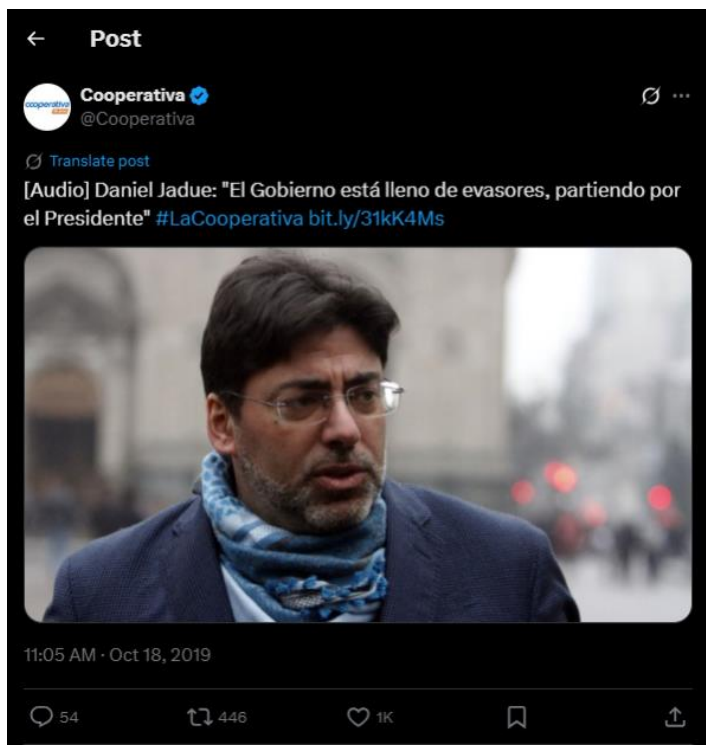 Post
cooperativa
Cooperativa
@Cooperativa
Translate post
[Audio] Daniel Jadue: "El Gobierno está lleno de evasores, partiendo por
el Presidente" #LaCooperativa bit.ly/31kK4Ms
11:05 AM · Oct 18, 2019
54 446 1K